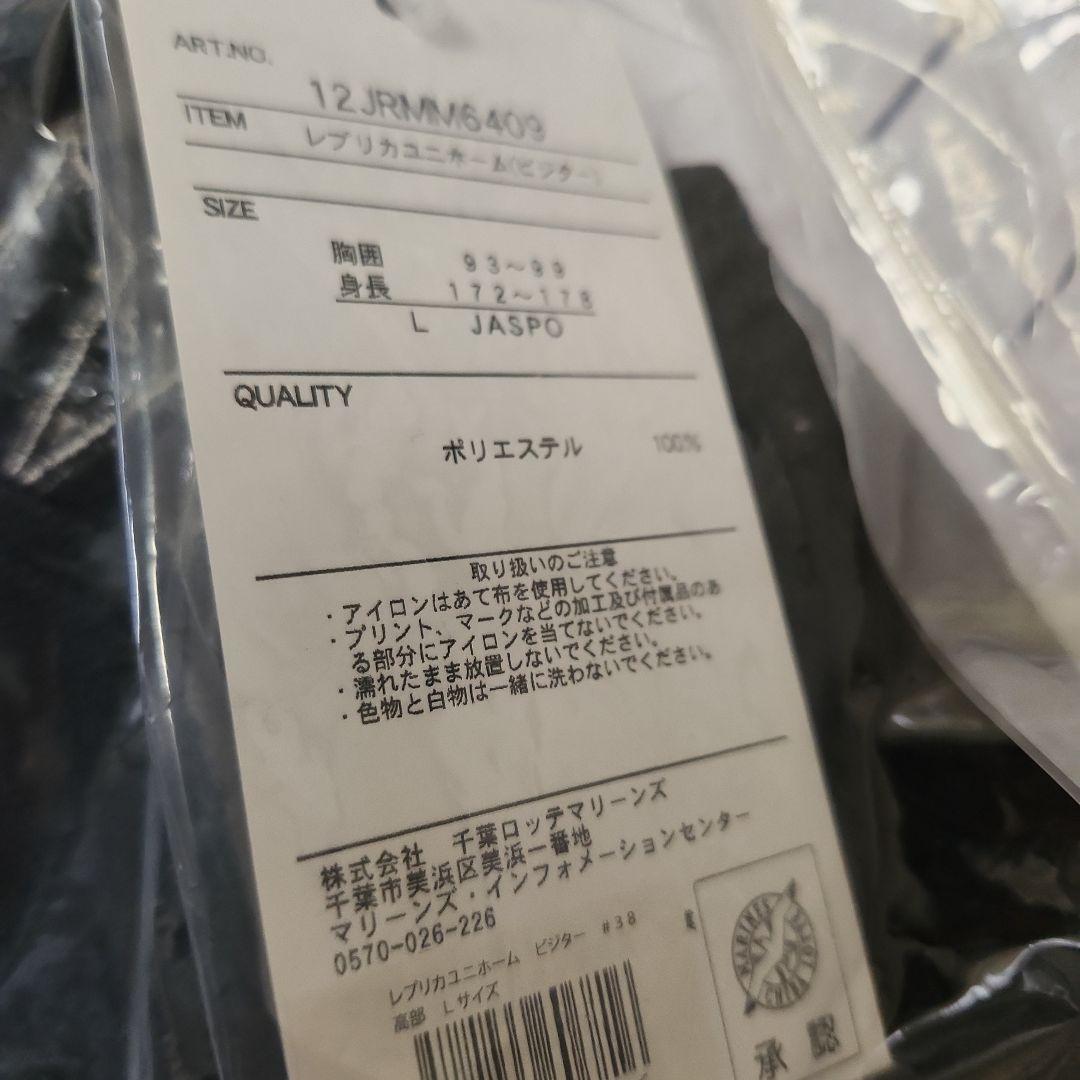 ART.NO.
12JRMM6409
ITEM
レプリカユニホーム(ビジター)
SIZE
胸囲 93～99
身長 172～178
L JASPO
QUALITY
ポリエステル 100%
取り扱いのご注意
・アイロンはあて布を使用してください。
・プリント、マークなどの加工及び付属品のあ
る部分にアイロンを当てないでください。
・濡れたまま放置しないでください。
・色物と白物は一緒に洗わないでください。
株式会社 千葉ロッテマリーンズ
千葉市美浜区美浜一番地
マリーンズ・インフォメーションセンター
0570-026-226
レプリカユニホーム ビジター #38
高部 Lサイズ
MARINES
承認